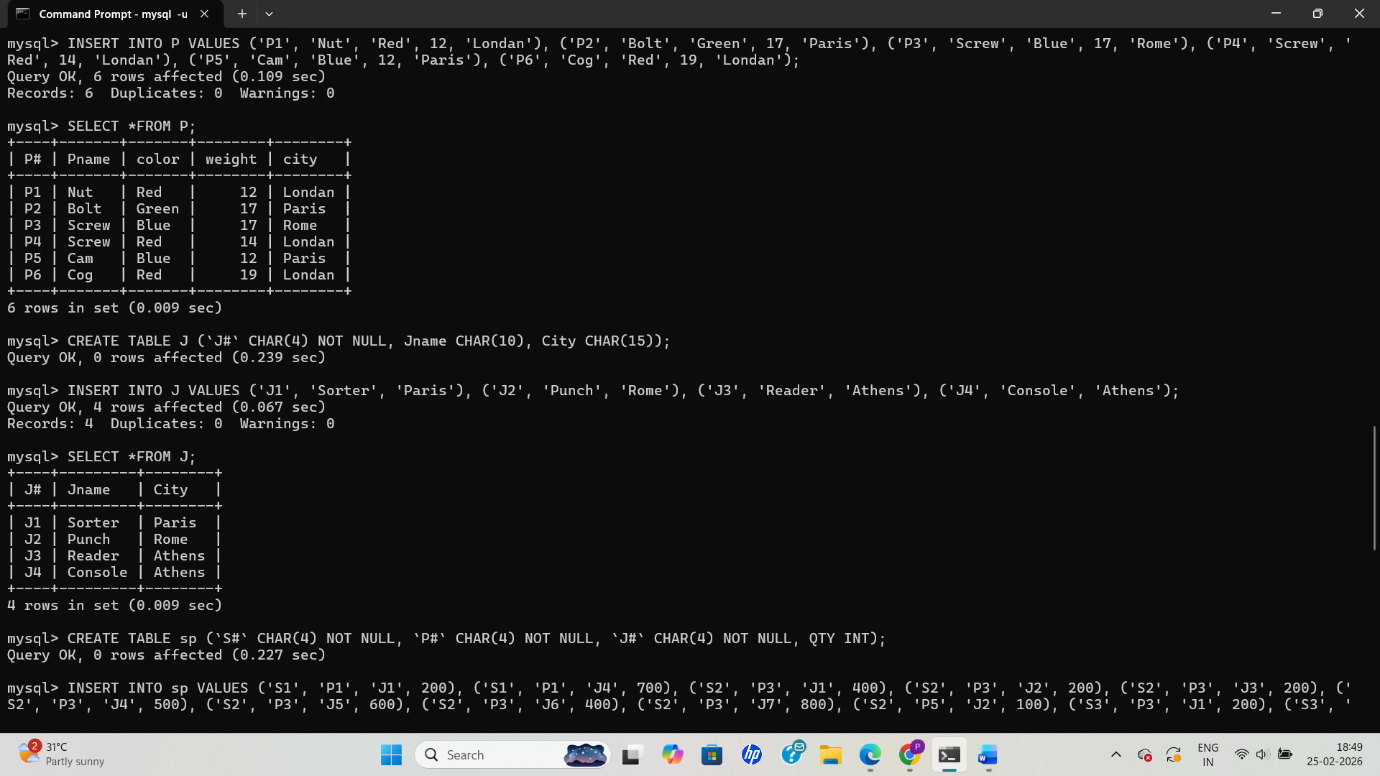 Command Prompt - mysql -u
mysql> INSERT INTO P VALUES ('P1', 'Nut', 'Red', 12, 'Londan'), ('P2', 'Bolt', 'Green', 17, 'Paris'), ('P3', 'Screw', 'Blue', 17, 'Rome'), ('P4', 'Screw', '
Red', 14, 'Londan'), ('P5', 'Cam', 'Blue', 12, 'Paris'), ('P6', 'Cog', 'Red', 19, 'Londan');
Query OK, 6 rows affected (0.109 sec)
Records: 6  Duplicates: 0  Warnings: 0
mysql> SELECT *FROM P;
+----+-------+-------+--------+--------+
| P# | Pname | color | weight | city   |
+----+-------+-------+--------+--------+
| P1 | Nut   | Red   |     12 | Londan |
| P2 | Bolt  | Green |     17 | Paris  |
| P3 | Screw | Blue  |     17 | Rome   |
| P4 | Screw | Red   |     14 | Londan |
| P5 | Cam   | Blue  |     12 | Paris  |
| P6 | Cog   | Red   |     19 | Londan |
+----+-------+-------+--------+--------+
6 rows in set (0.009 sec)
mysql> CREATE TABLE J (`J#` CHAR(4) NOT NULL, Jname CHAR(10), City CHAR(15));
Query OK, 0 rows affected (0.239 sec)
mysql> INSERT INTO J VALUES ('J1', 'Sorter', 'Paris'), ('J2', 'Punch', 'Rome'), ('J3', 'Reader', 'Athens'), ('J4', 'Console', 'Athens');
Query OK, 4 rows affected (0.067 sec)
Records: 4  Duplicates: 0  Warnings: 0
mysql> SELECT *FROM J;
+----+---------+--------+
| J# | Jname   | City   |
+----+---------+--------+
| J1 | Sorter  | Paris  |
| J2 | Punch   | Rome   |
| J3 | Reader  | Athens |
| J4 | Console | Athens |
+----+---------+--------+
4 rows in set (0.009 sec)
mysql> CREATE TABLE sp (`S#` CHAR(4) NOT NULL, `P#` CHAR(4) NOT NULL, `J#` CHAR(4) NOT NULL, QTY INT);
Query OK, 0 rows affected (0.227 sec)
mysql> INSERT INTO sp VALUES ('S1', 'P1', 'J1', 200), ('S1', 'P1', 'J4', 700), ('S2', 'P3', 'J1', 400), ('S2', 'P3', 'J2', 200), ('S2', 'P3', 'J3', 200), ('
S2', 'P3', 'J4', 500), ('S2', 'P3', 'J5', 600), ('S2', 'P3', 'J6', 400), ('S2', 'P3', 'J7', 800), ('S2', 'P5', 'J2', 100), ('S3', 'P3', 'J1', 200), ('S3', '
2
31°C
Partly sunny
Search
hp
P
W
ENG
IN
18:49
25-02-2026